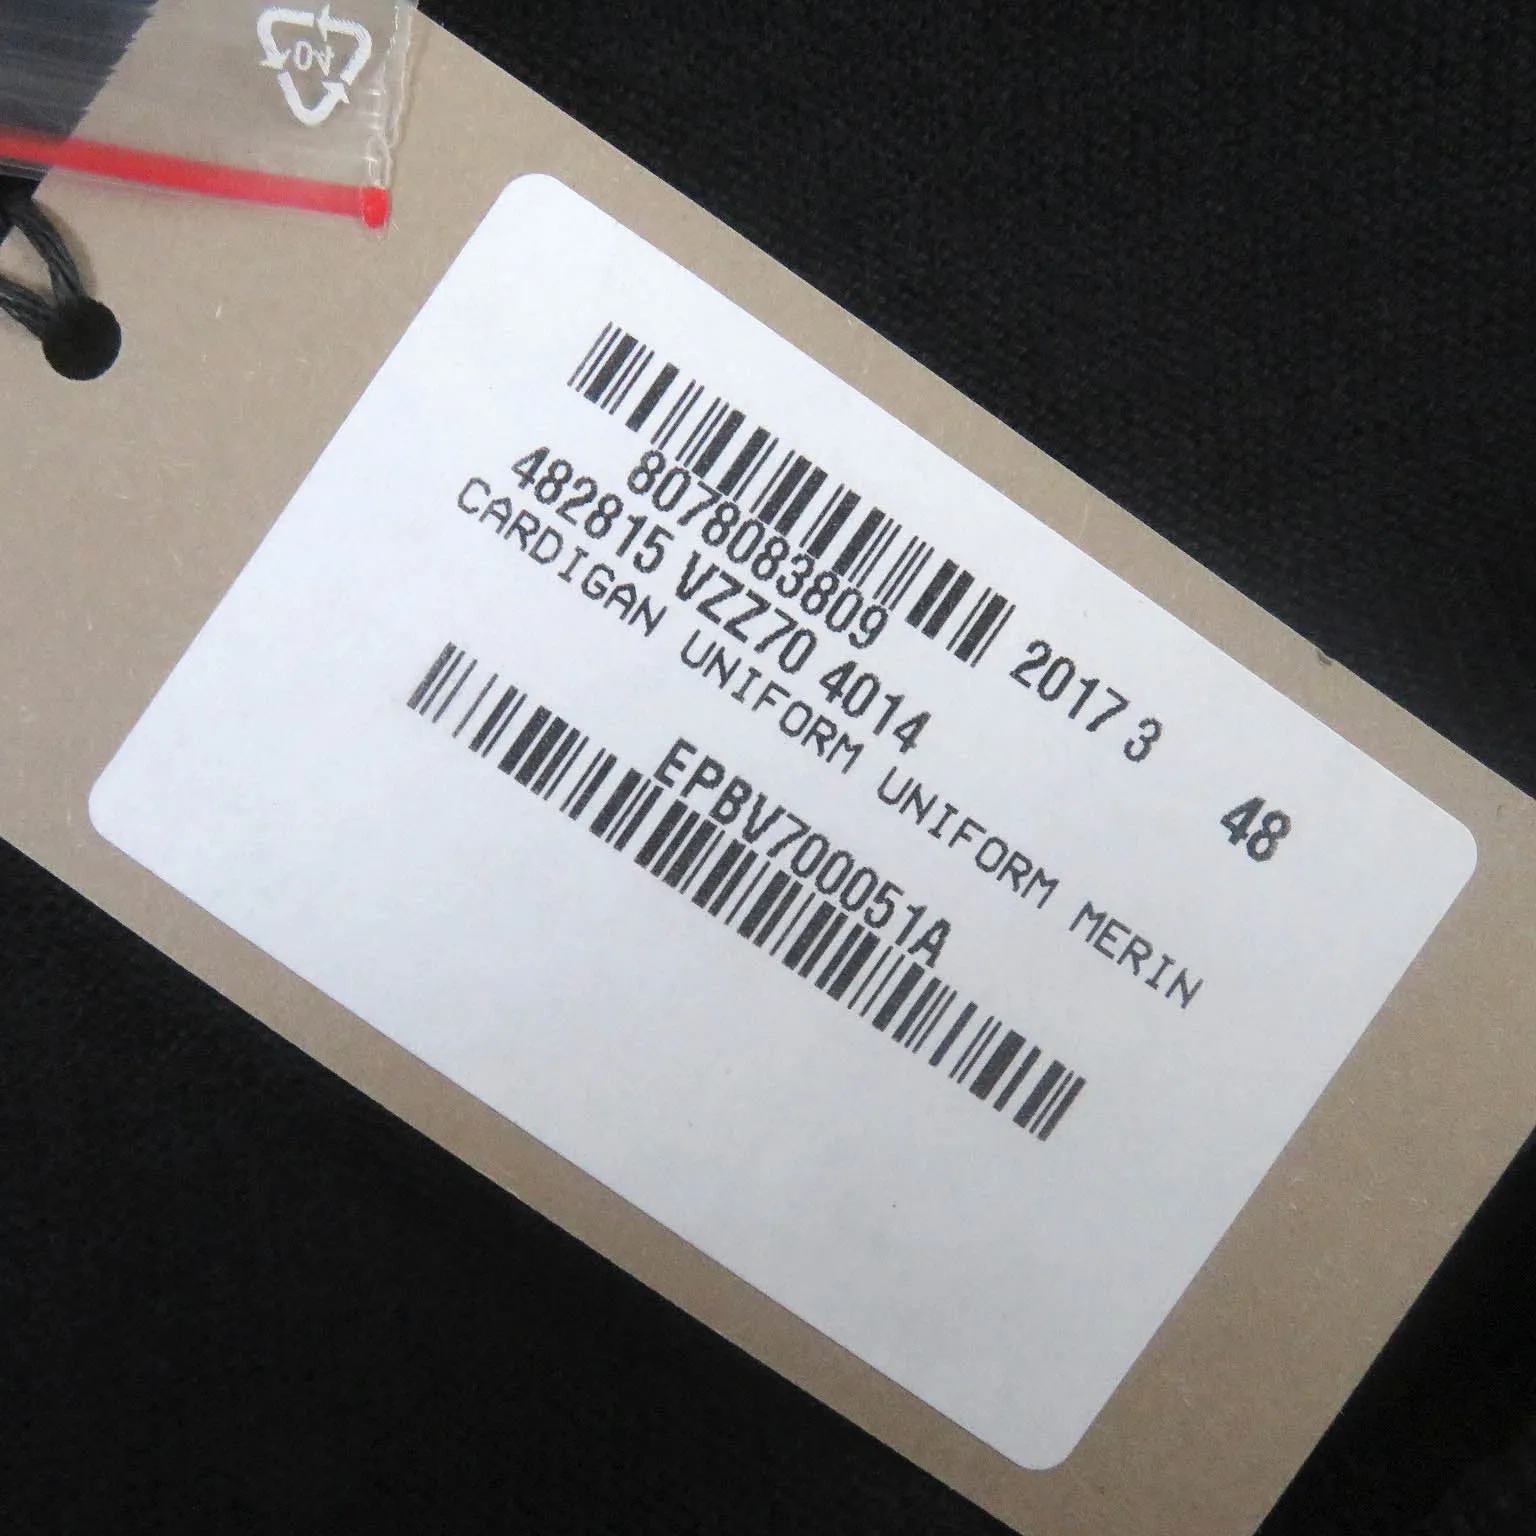 04
2017 3
8078083809
48
482815 VZZ70 4014
CARDIGAN UNIFORM UNIFORM MERIN
EPBV700051A